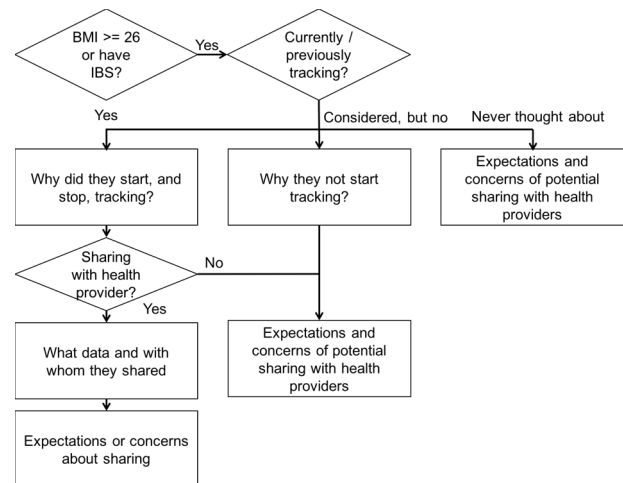 BMI >= 26
or have
IBS?
Yes
Currently /
previously
tracking?
Yes
Considered, but no
Never thought about
Why did they start, and
stop, tracking?
Why they not start
tracking?
Expectations and
concerns of potential
sharing with health
providers
Sharing
with health
provider?
No
Yes
What data and with
whom they shared
Expectations and
concerns of potential
sharing with health
providers
Expectations or concerns
about sharing